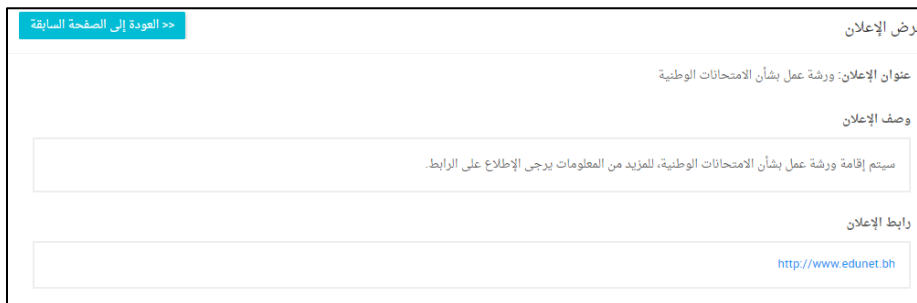 رض الإعلان
<< العودة إلى الصفحة السابقة
عنوان الإعلان: ورشة عمل بشأن الامتحانات الوطنية
وصف الإعلان
سيتم إقامة ورشة عمل بشأن الامتحانات الوطنية، للمزيد من المعلومات يرجى الإطلاع على الرابط.
رابط الإعلان
http://www.edunet.bh